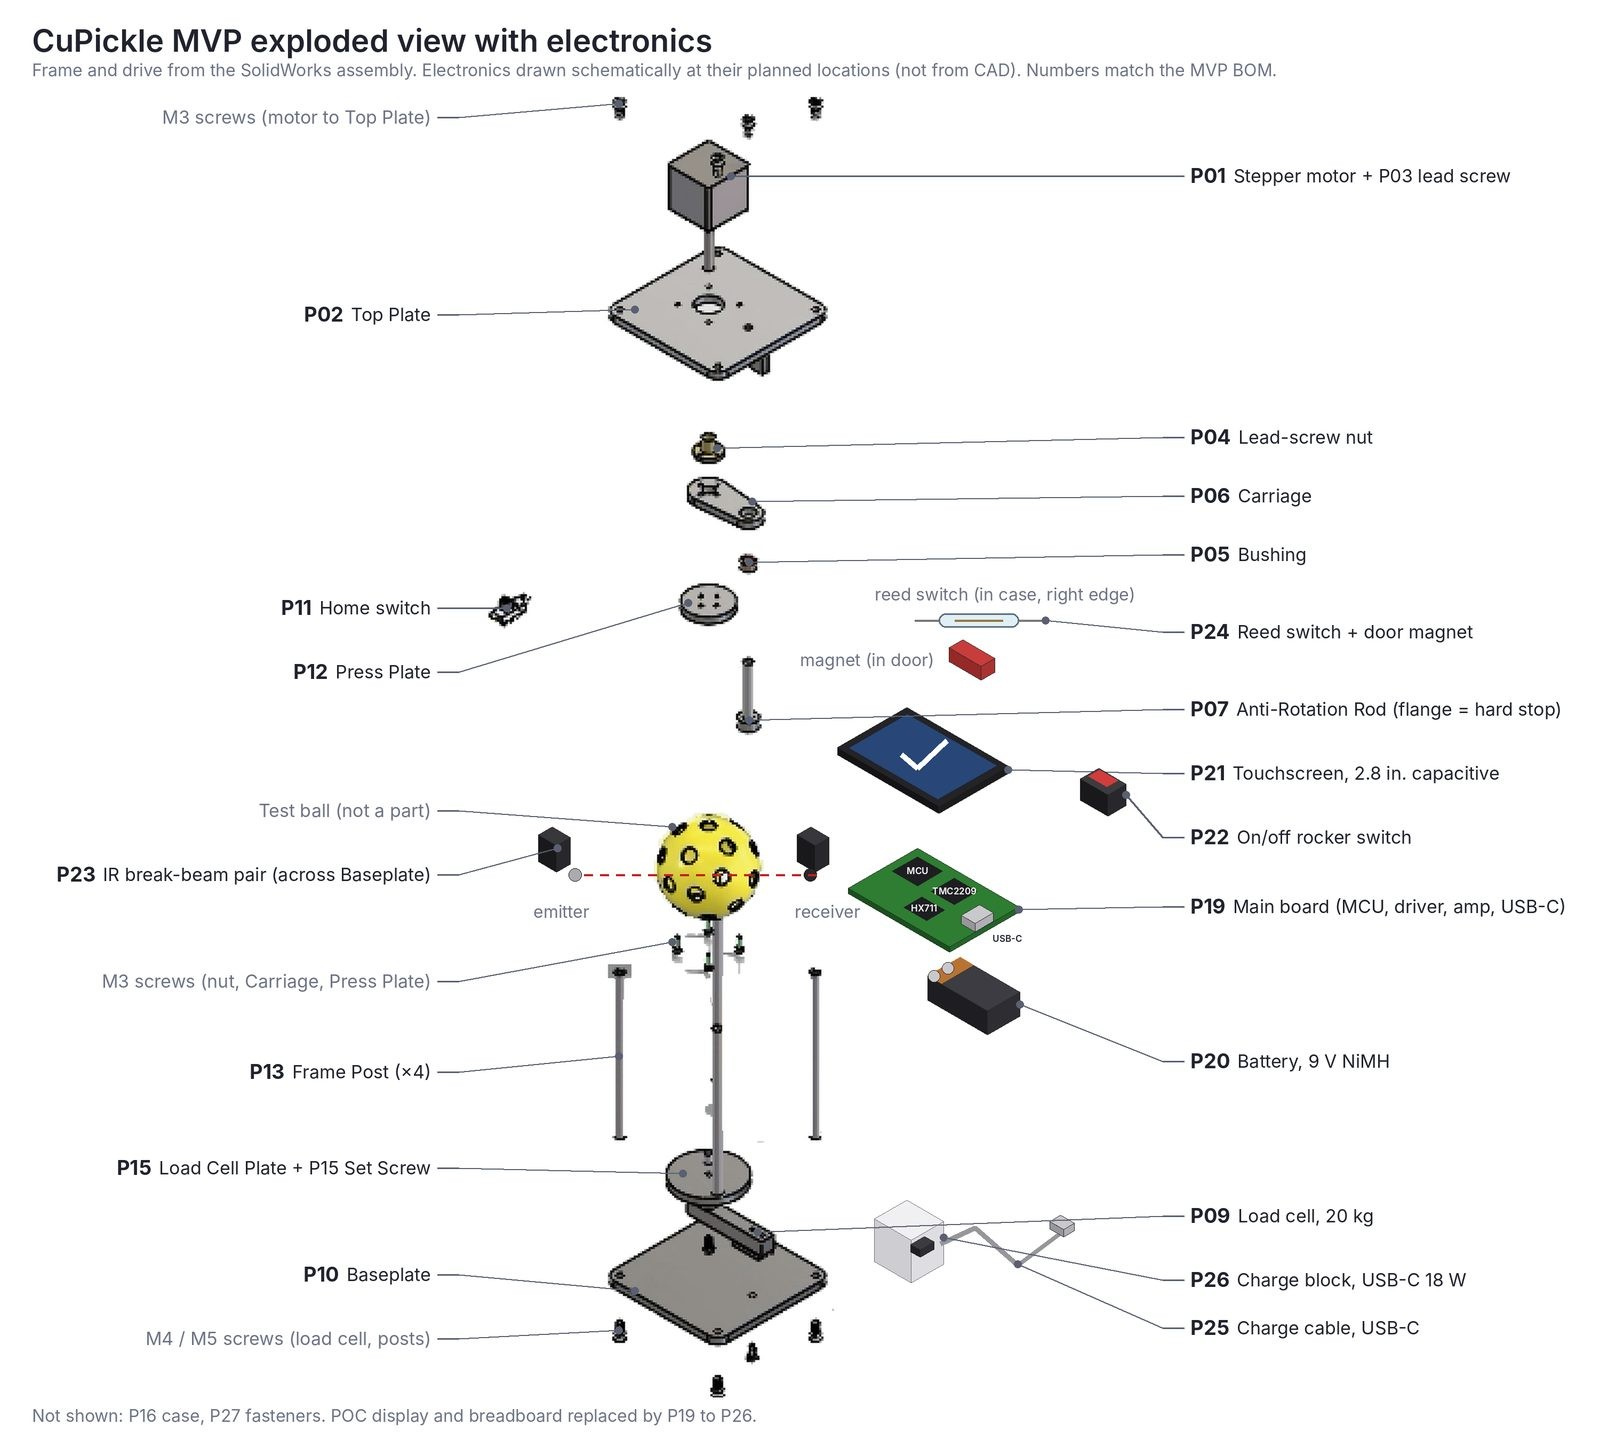 CuPickle MVP exploded view with electronics
Frame and drive from the SolidWorks assembly. Electronics drawn schematically at their planned locations (not from CAD). Numbers match the MVP BOM.
M3 screws (motor to Top Plate)
P01 Stepper motor + P03 lead screw
P02 Top Plate
P04 Lead-screw nut
P06 Carriage
P05 Bushing
reed switch (in case, right edge)
P11 Home switch
P24 Reed switch + door magnet
magnet (in door)
P12 Press Plate
P07 Anti-Rotation Rod (flange = hard stop)
P21 Touchscreen, 2.8 in. capacitive
Test ball (not a part)
P22 On/off rocker switch
P23 IR break-beam pair (across Baseplate)
MCU
TMC2209
HX711
USB-C
emitter
receiver
P19 Main board (MCU, driver, amp, USB-C)
M3 screws (nut, Carriage, Press Plate)
P20 Battery, 9 V NiMH
P13 Frame Post (×4)
P15 Load Cell Plate + P15 Set Screw
P09 Load cell, 20 kg
P10 Baseplate
P26 Charge block, USB-C 18 W
P25 Charge cable, USB-C
M4 / M5 screws (load cell, posts)
Not shown: P16 case, P27 fasteners. POC display and breadboard replaced by P19 to P26.